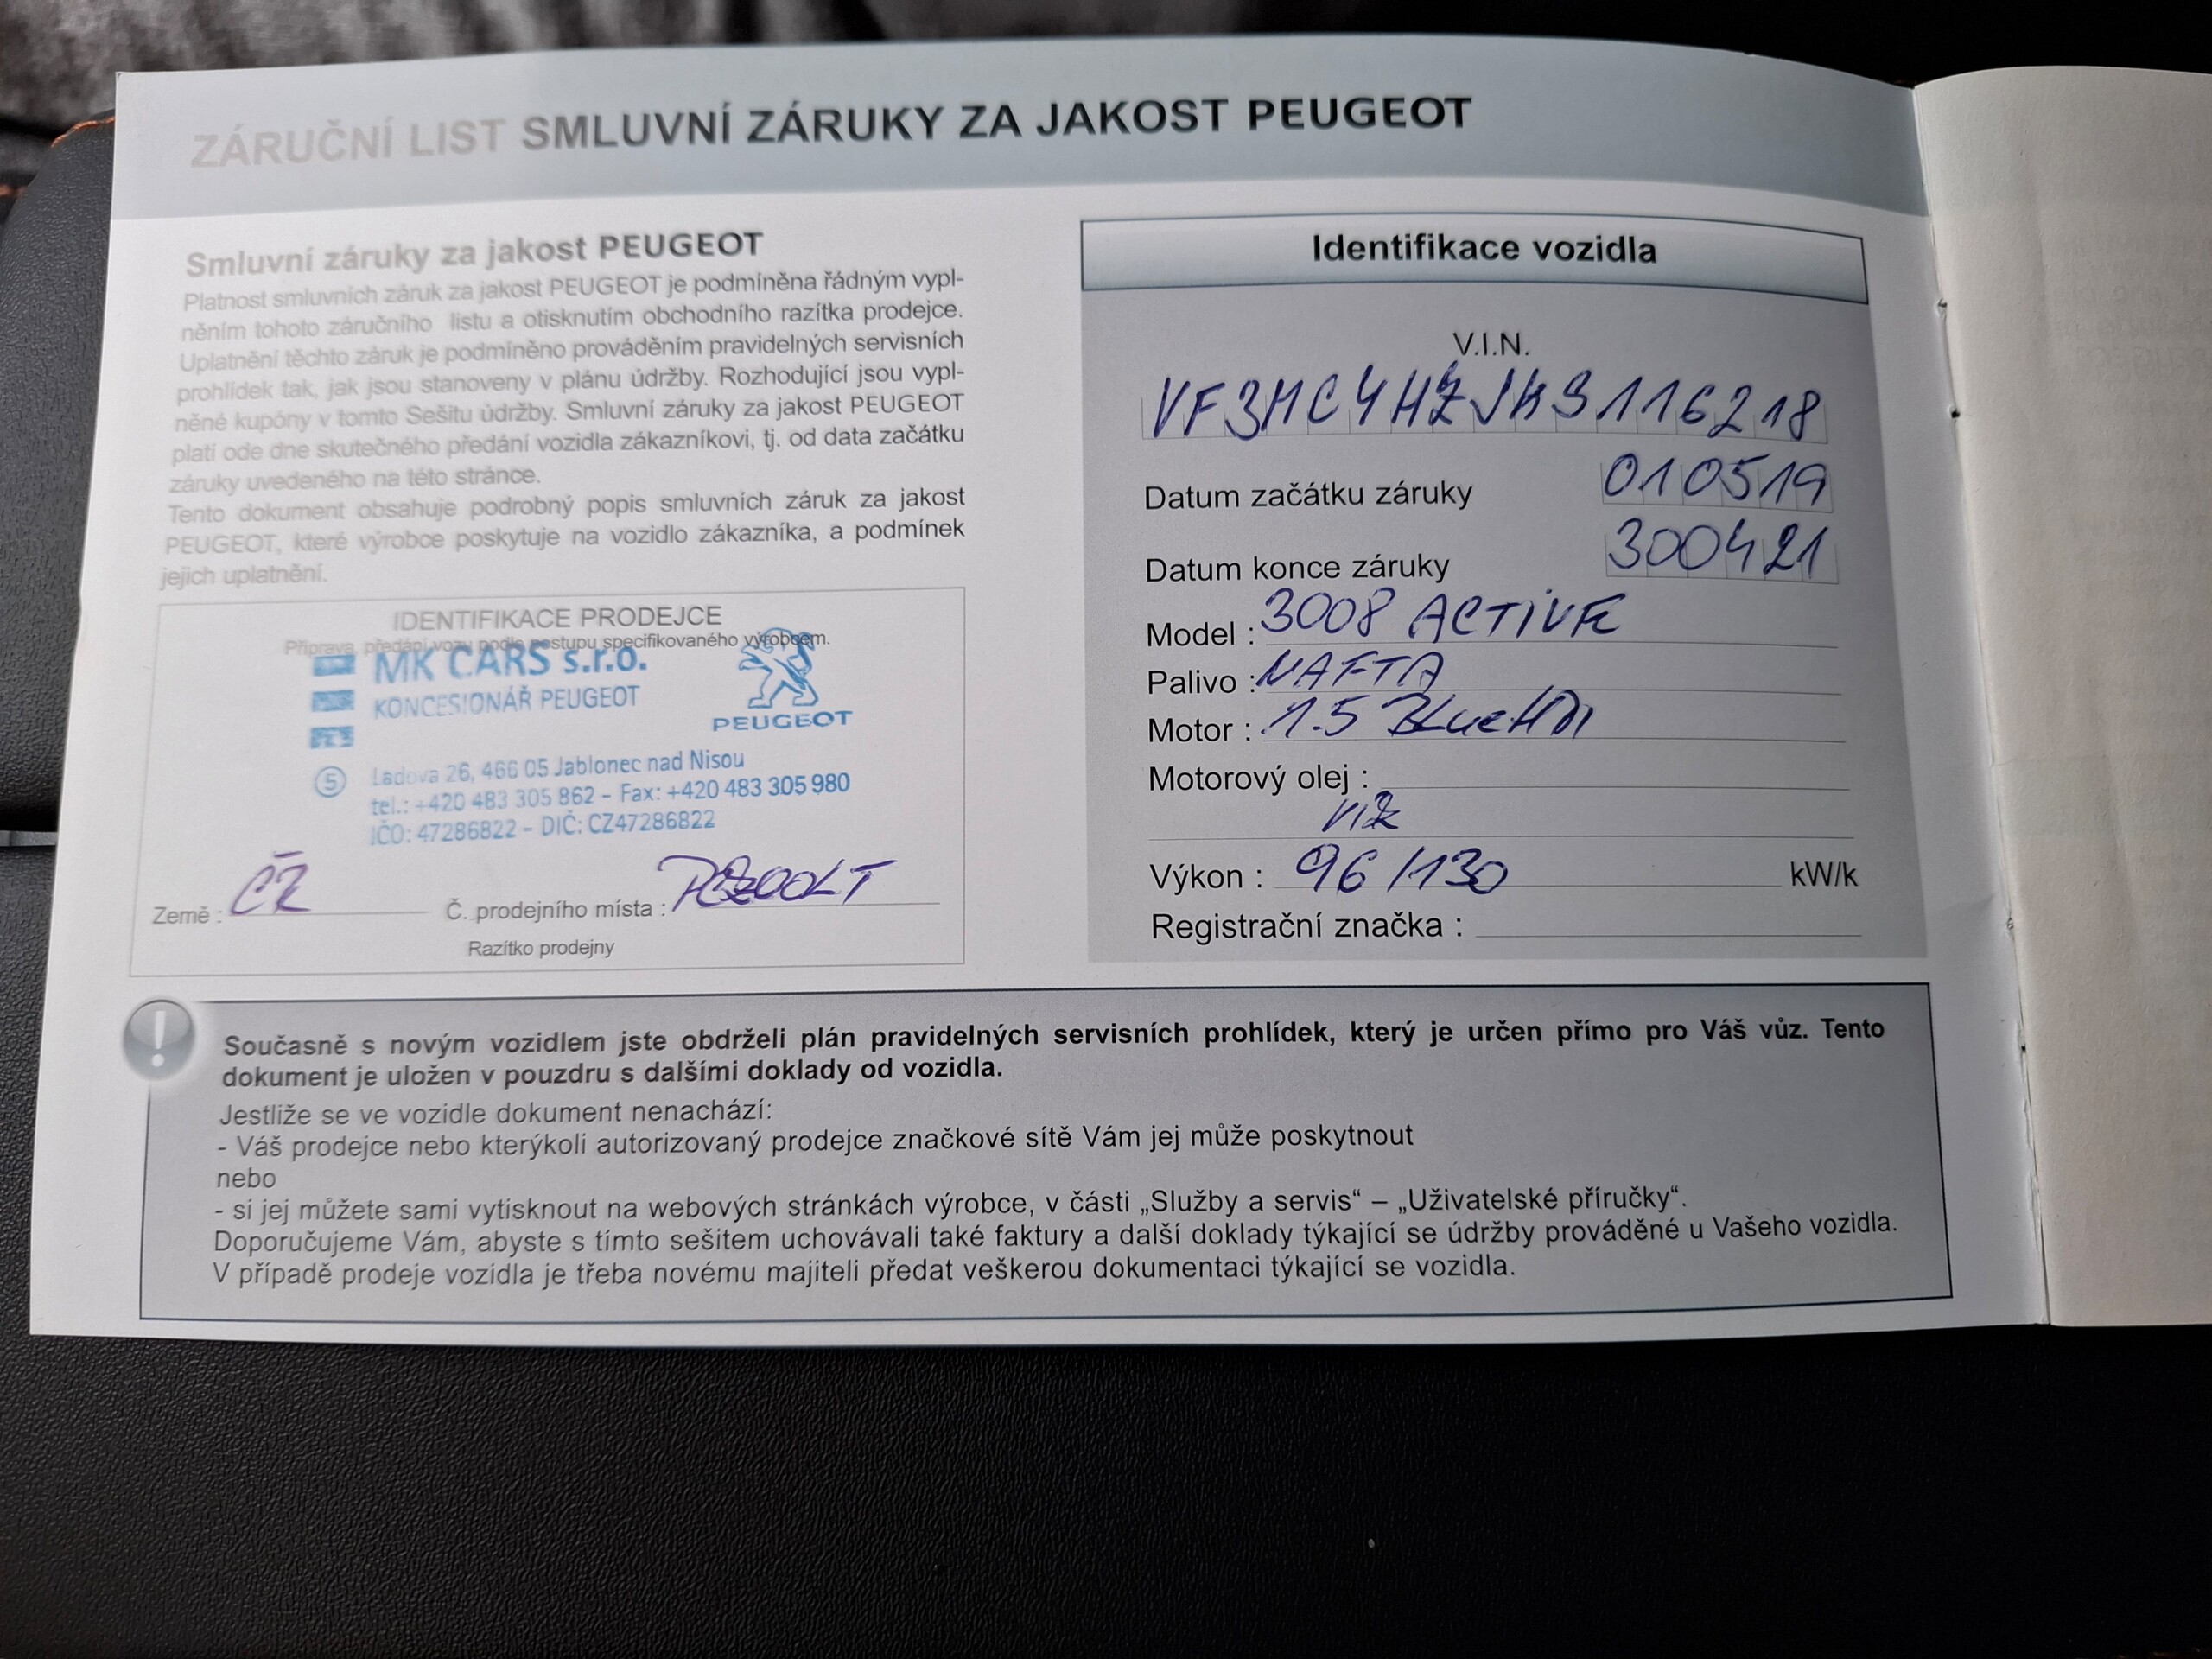 ZÁRUČNÍ LIST SMLUVNÍ ZÁRUKY ZA JAKOST PEUGEOT
Smluvní záruky za jakost PEUGEOT
Platnost smluvních záruk za jakost PEUGEOT je podmíněna řádným vypl-
něním tohoto záručního listu a otisknutím obchodního razítka prodejce.
Uplatnění těchto záruk je podmíněno prováděním pravidelných servisních
prohlídek tak, jak jsou stanoveny v plánu údržby. Rozhodující jsou vypl-
něné kupóny v tomto Sešitu údržby. Smluvní záruky za jakost PEUGEOT
platí ode dne skutečného předání vozidla zákazníkovi, tj. od data začátku
záruky uvedeného na této stránce.
Tento dokument obsahuje podrobný popis smluvních záruk za jakost
PEUGEOT, které výrobce poskytuje na vozidlo zákazníka, a podmínek
jejich uplatnění.
IDENTIFIKACE PRODEJCE
Příprava, předání vozu podle postupu specifikovaného výrobcem.
MK CARS s.r.o.
KONCESIONÁŘ PEUGEOT
PEUGEOT
5
Ladova 26, 466 05 Jablonec nad Nisou
tel.: +420 483 305 862 – Fax: +420 483 305 980
IČO: 47286822 – DIČ: CZ47286822
Země : ČR
Č. prodejního místa :
Razítko prodejny
Identifikace vozidla
V.I.N.
VF3MC4HZJKS116218
Datum začátku záruky 010519
Datum konce záruky 300421
Model : 3008 ACTIVE
Palivo : NAFTA
Motor : 1.5 BlueHDi
Motorový olej :
Výkon : 96/130 kW/k
Registrační značka :
Současně s novým vozidlem jste obdrželi plán pravidelných servisních prohlídek, který je určen přímo pro Váš vůz. Tento
dokument je uložen v pouzdru s dalšími doklady od vozidla.
Jestliže se ve vozidle dokument nenachází:
- Váš prodejce nebo kterýkoli autorizovaný prodejce značkové sítě Vám jej může poskytnout
nebo
- si jej můžete sami vytisknout na webových stránkách výrobce, v části „Služby a servis“ – „Uživatelské příručky“.
Doporučujeme Vám, abyste s tímto sešitem uchovávali také faktury a další doklady týkající se údržby prováděné u Vašeho vozidla.
V případě prodeje vozidla je třeba novému majiteli předat veškerou dokumentaci týkající se vozidla.